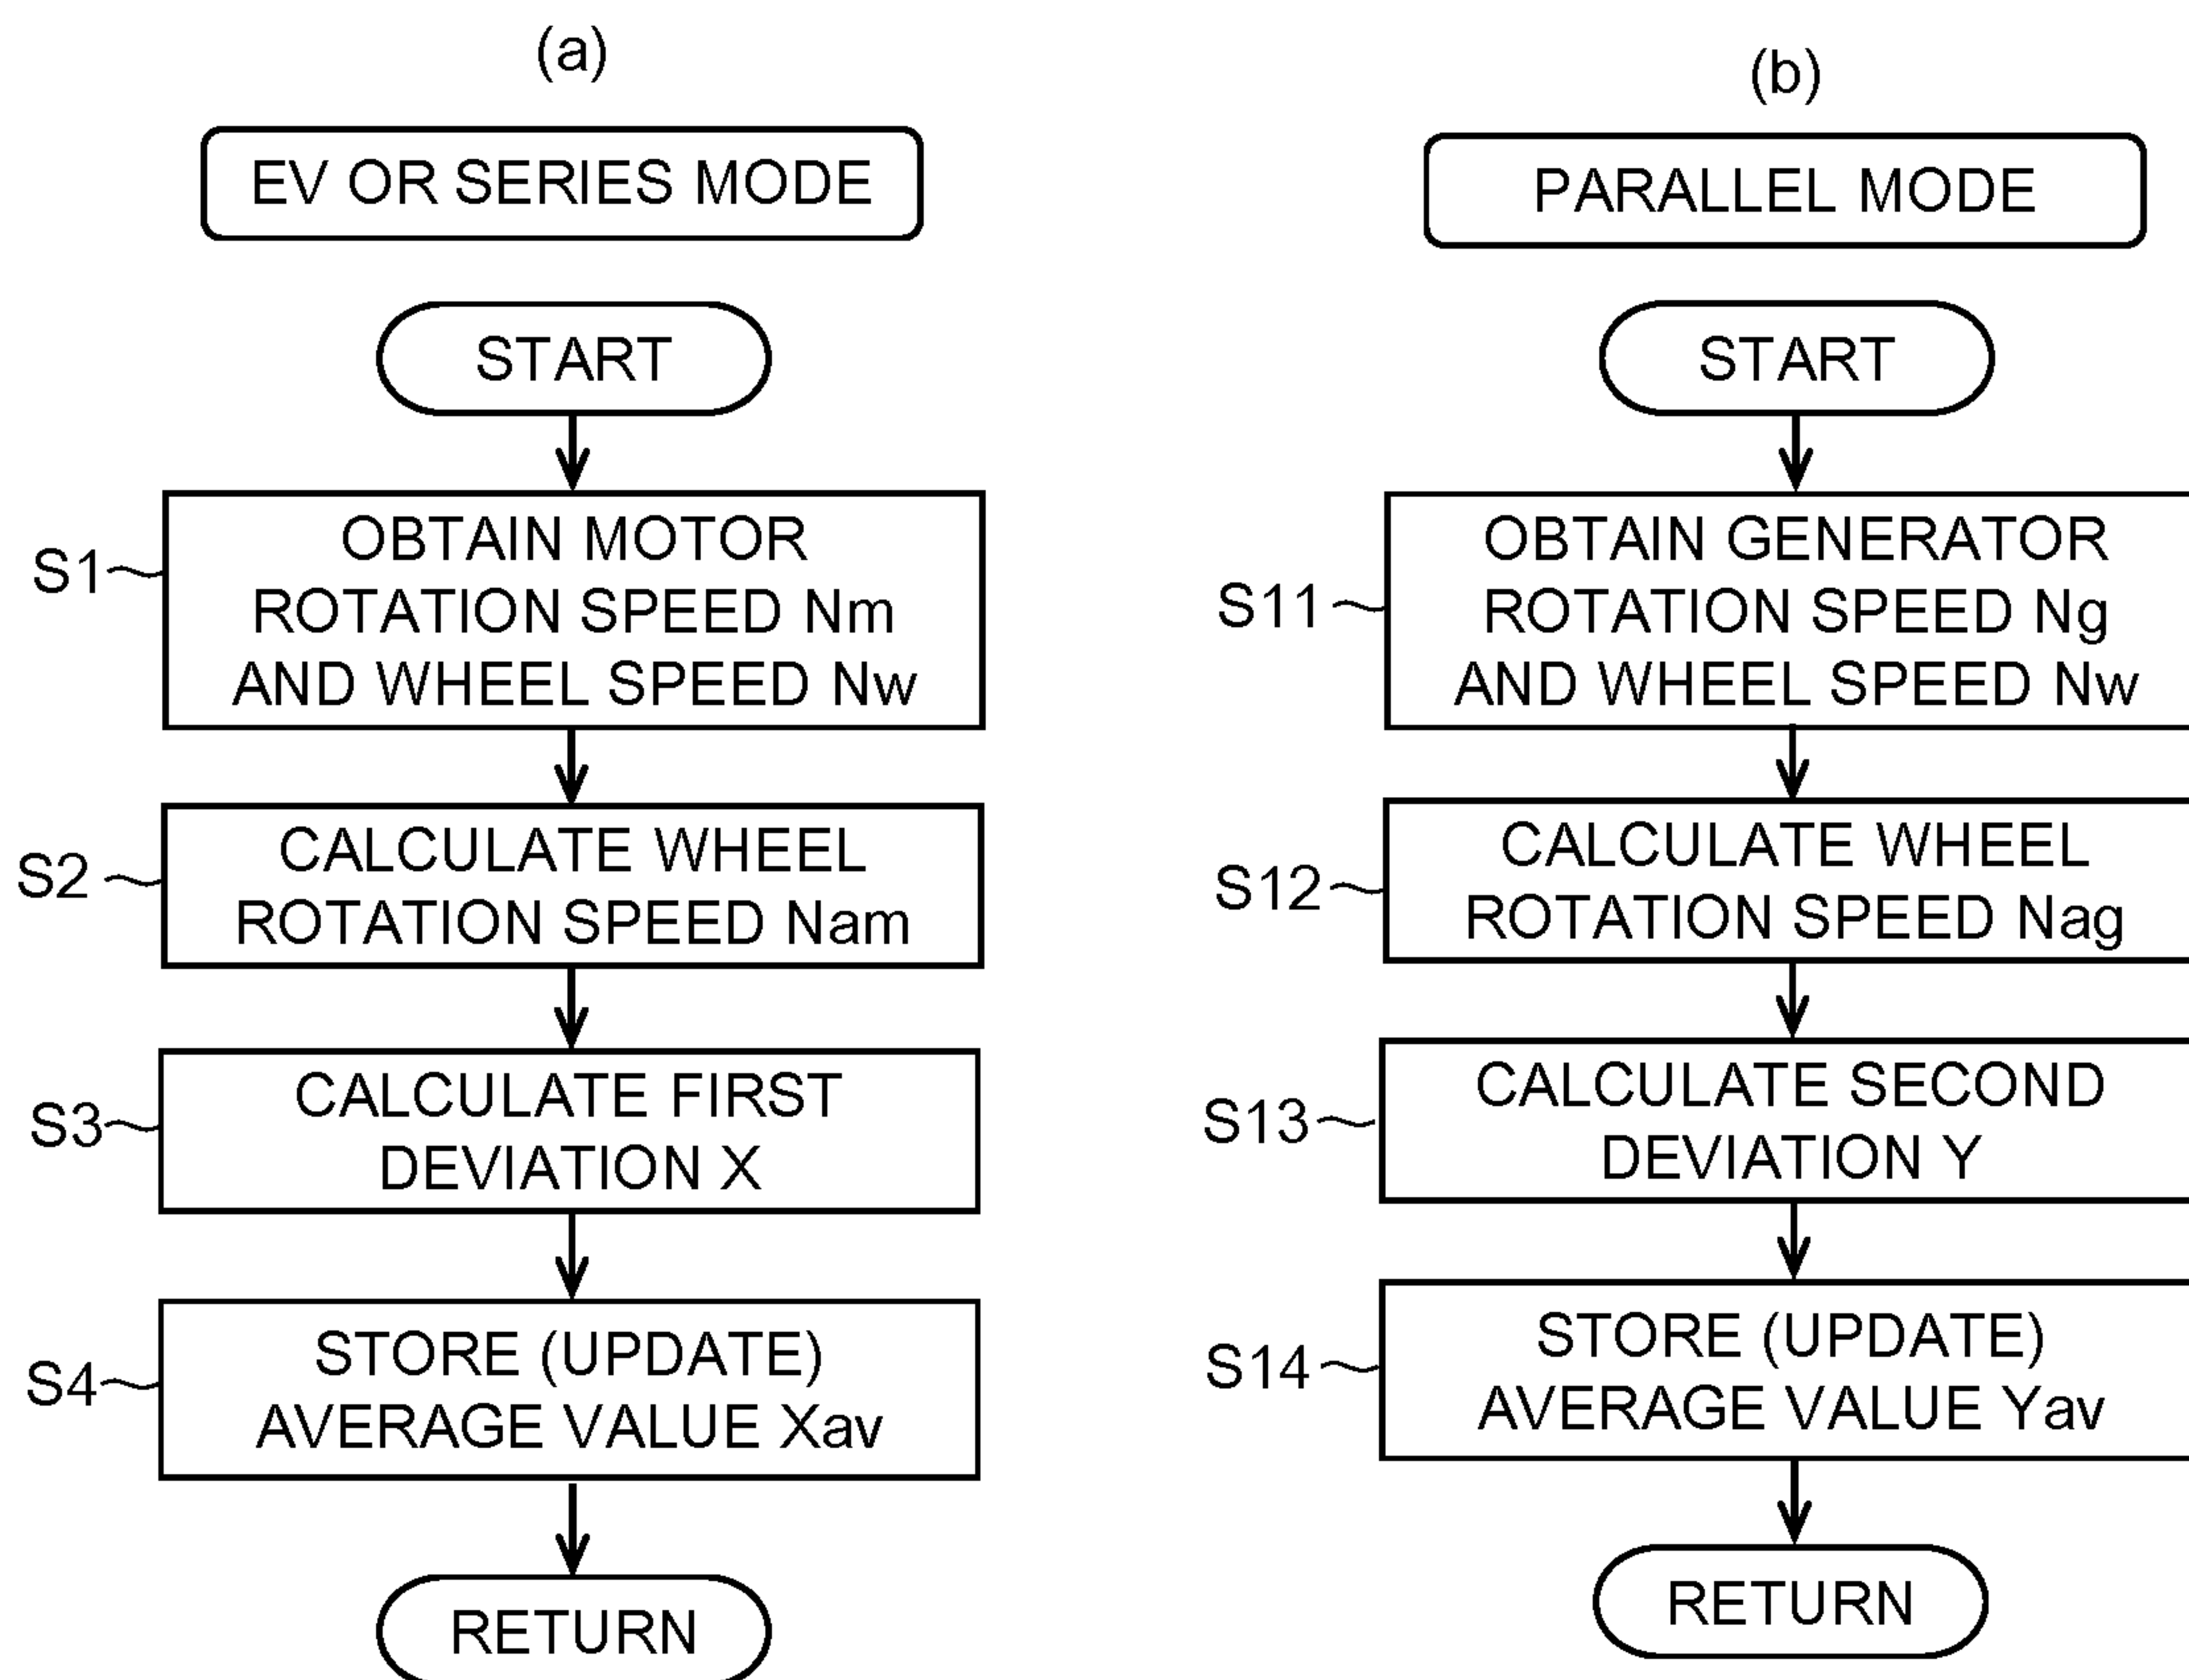 (a)
EV OR SERIES MODE
START
S1
OBTAIN MOTOR
ROTATION SPEED Nm
AND WHEEL SPEED Nw
S2
CALCULATE WHEEL
ROTATION SPEED Nam
S3
CALCULATE FIRST
DEVIATION X
S4
STORE (UPDATE)
AVERAGE VALUE Xav
RETURN
(b)
PARALLEL MODE
START
S11
OBTAIN GENERATOR
ROTATION SPEED Ng
AND WHEEL SPEED Nw
S12
CALCULATE WHEEL
ROTATION SPEED Nag
S13
CALCULATE SECOND
DEVIATION Y
S14
STORE (UPDATE)
AVERAGE VALUE Yav
RETURN